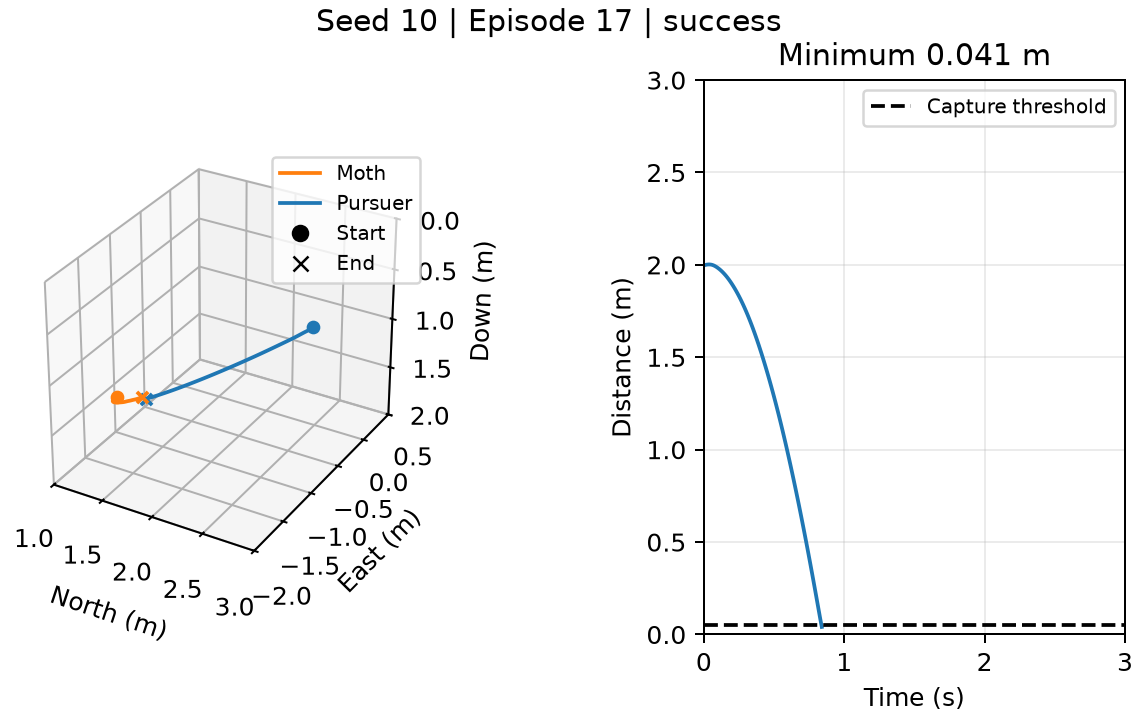 Seed 10 | Episode 17 | success
Moth
Pursuer
Start
End
0.0
0.5
1.0
1.5
2.0
Down (m)
0.5
0.0
−0.5
−1.0
−1.5
−2.0
East (m)
1.0
1.5
2.0
2.5
3.0
North (m)
Minimum 0.041 m
Capture threshold
3.0
2.5
2.0
1.5
1.0
0.5
0.0
Distance (m)
0
1
2
3
Time (s)